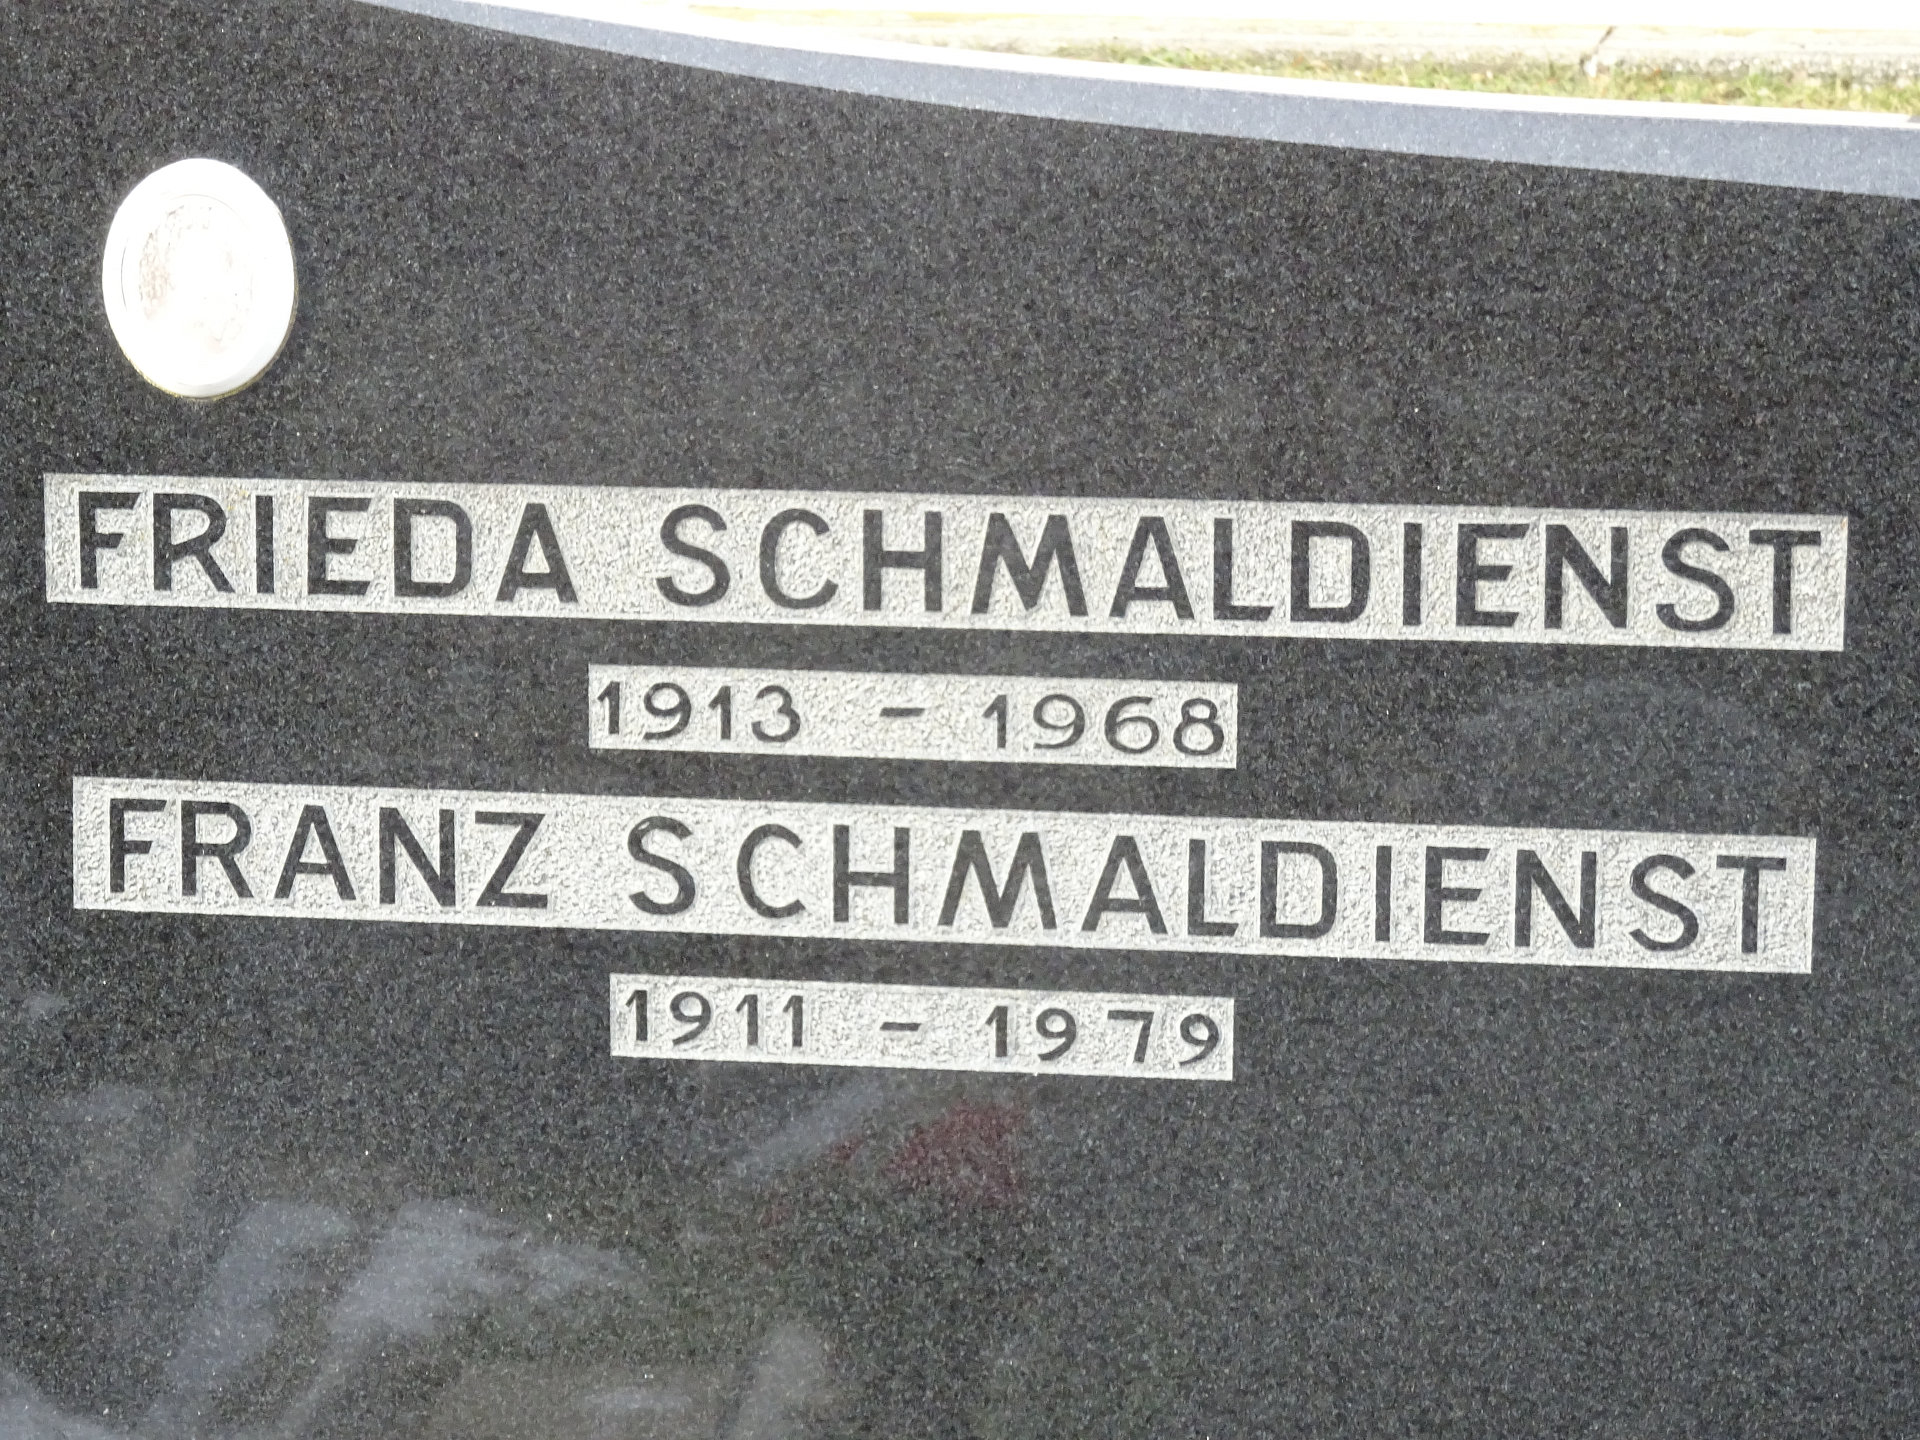 FRIEDA SCHMALDIENST
1913 - 1968
FRANZ SCHMALDIENST
1911 - 1979